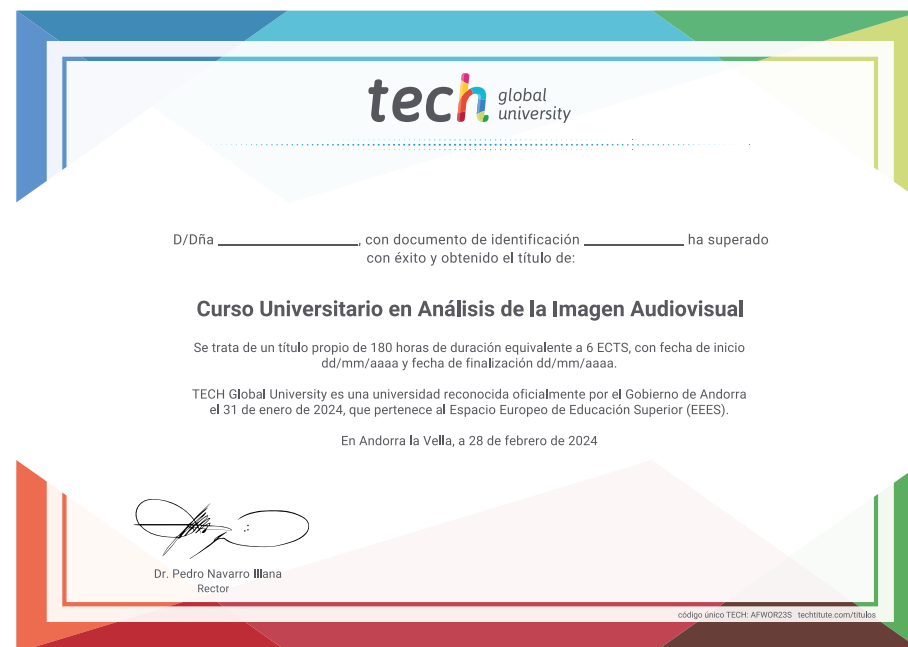 tech global university
D/Dña ________________, con documento de identificación ____________ ha superado
con éxito y obtenido el título de:
Curso Universitario en Análisis de la Imagen Audiovisual
Se trata de un título propio de 180 horas de duración equivalente a 6 ECTS, con fecha de inicio
dd/mm/aaaa y fecha de finalización dd/mm/aaaa.
TECH Global University es una universidad reconocida oficialmente por el Gobierno de Andorra
el 31 de enero de 2024, que pertenece al Espacio Europeo de Educación Superior (EEES).
En Andorra la Vella, a 28 de febrero de 2024
Dr. Pedro Navarro Illana
Rector
código único TECH: AFWOR23S techtitute.com/titulos